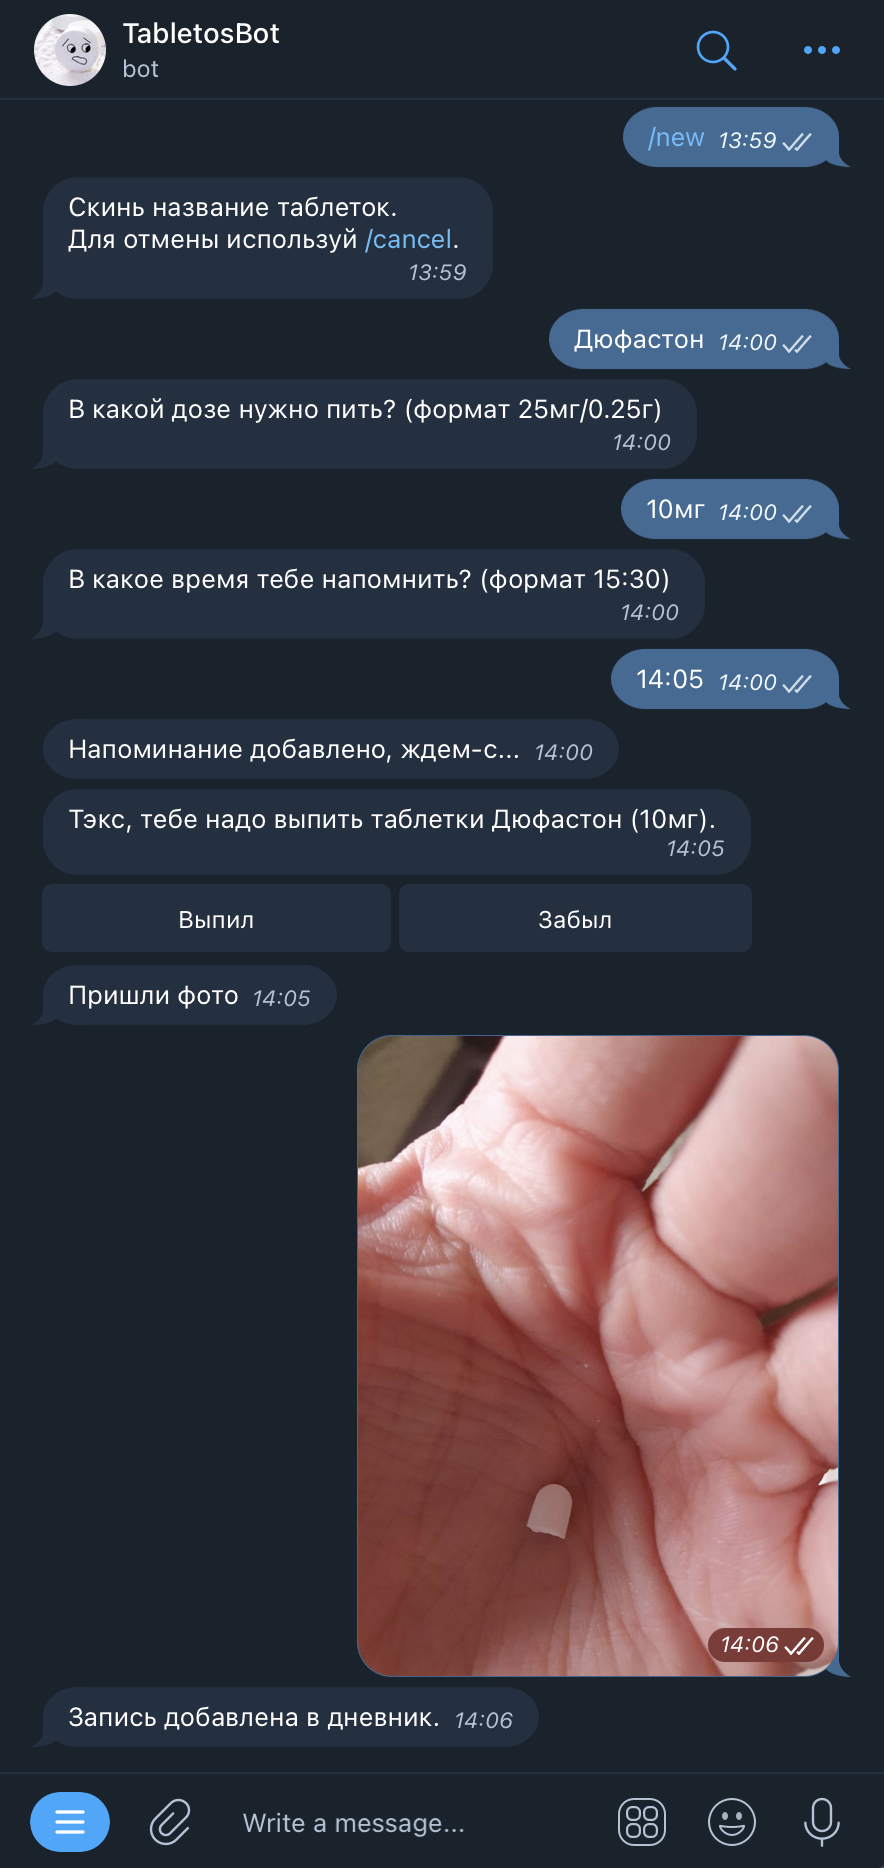 TabletosBot
bot
/new 13:59
Скинь название таблеток.
Для отмены используй /cancel.
13:59
Дюфастон 14:00
В какой дозе нужно пить? (формат 25мг/0.25г)
14:00
10мг 14:00
В какое время тебе напомнить? (формат 15:30)
14:00
14:05 14:00
Напоминание добавлено, ждем-с... 14:00
Тэкс, тебе надо выпить таблетки Дюфастон (10мг).
14:05
Выпил Забыл
Пришли фото 14:05
14:06
Запись добавлена в дневник. 14:06
Write a message...